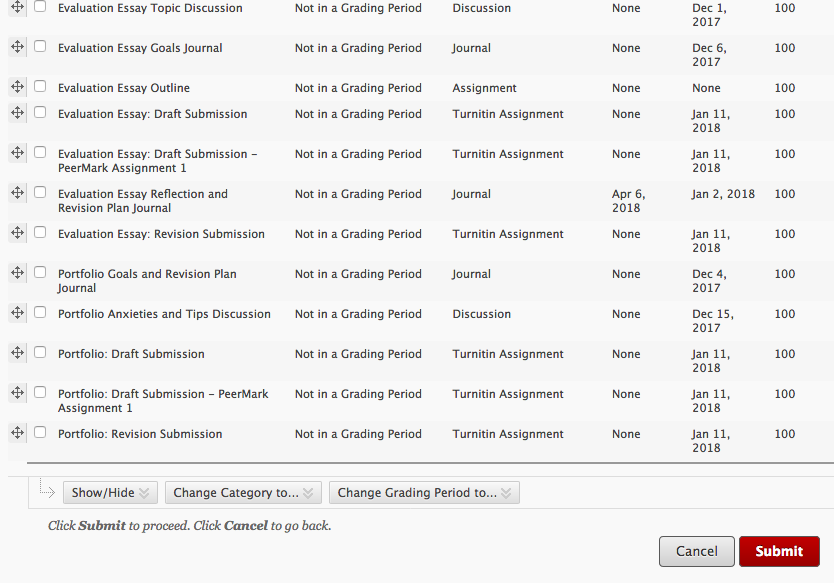 Evaluation Essay Topic Discussion Not in a Grading Period Discussion None Dec 1, 100
2017
Evaluation Essay Goals Journal Not in a Grading Period Journal None Dec 6, 100
2017
Evaluation Essay Outline Not in a Grading Period Assignment None None 100
Evaluation Essay: Draft Submission Not in a Grading Period Turnitin Assignment None Jan 11, 100
2018
Evaluation Essay: Draft Submission – Not in a Grading Period Turnitin Assignment None Jan 11, 100
PeerMark Assignment 1 2018
Evaluation Essay Reflection and Not in a Grading Period Journal Apr 6, Jan 2, 2018 100
Revision Plan Journal 2018
Evaluation Essay: Revision Submission Not in a Grading Period Turnitin Assignment None Jan 11, 100
2018
Portfolio Goals and Revision Plan Not in a Grading Period Journal None Dec 4, 100
Journal 2017
Portfolio Anxieties and Tips Discussion Not in a Grading Period Discussion None Dec 15, 100
2017
Portfolio: Draft Submission Not in a Grading Period Turnitin Assignment None Jan 11, 100
2018
Portfolio: Draft Submission – PeerMark Not in a Grading Period Turnitin Assignment None Jan 11, 100
Assignment 1 2018
Portfolio: Revision Submission Not in a Grading Period Turnitin Assignment None Jan 11, 100
2018
Show/Hide Change Category to... Change Grading Period to...
Click Submit to proceed. Click Cancel to go back.
Cancel Submit